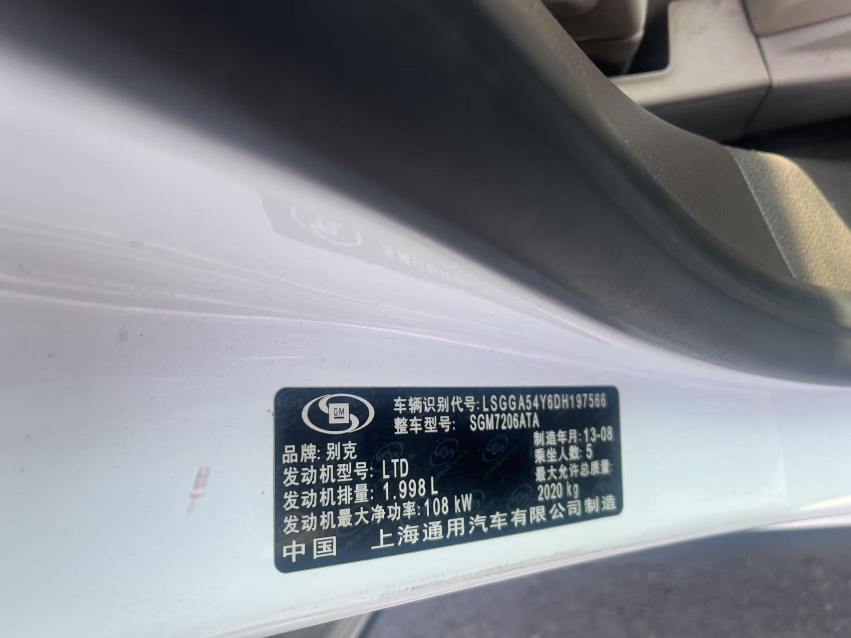 GM
车辆识别代号: LSGGA54Y6DH197566
整车型号: SGM7206ATA
品牌: 别克
制造年月: 13-08
发动机型号: LTD
乘坐人数: 5
发动机排量: 1.998 L
最大允许总质量:
2020 kg
发动机最大净功率: 108 kW
中国 上海通用汽车有限公司制造